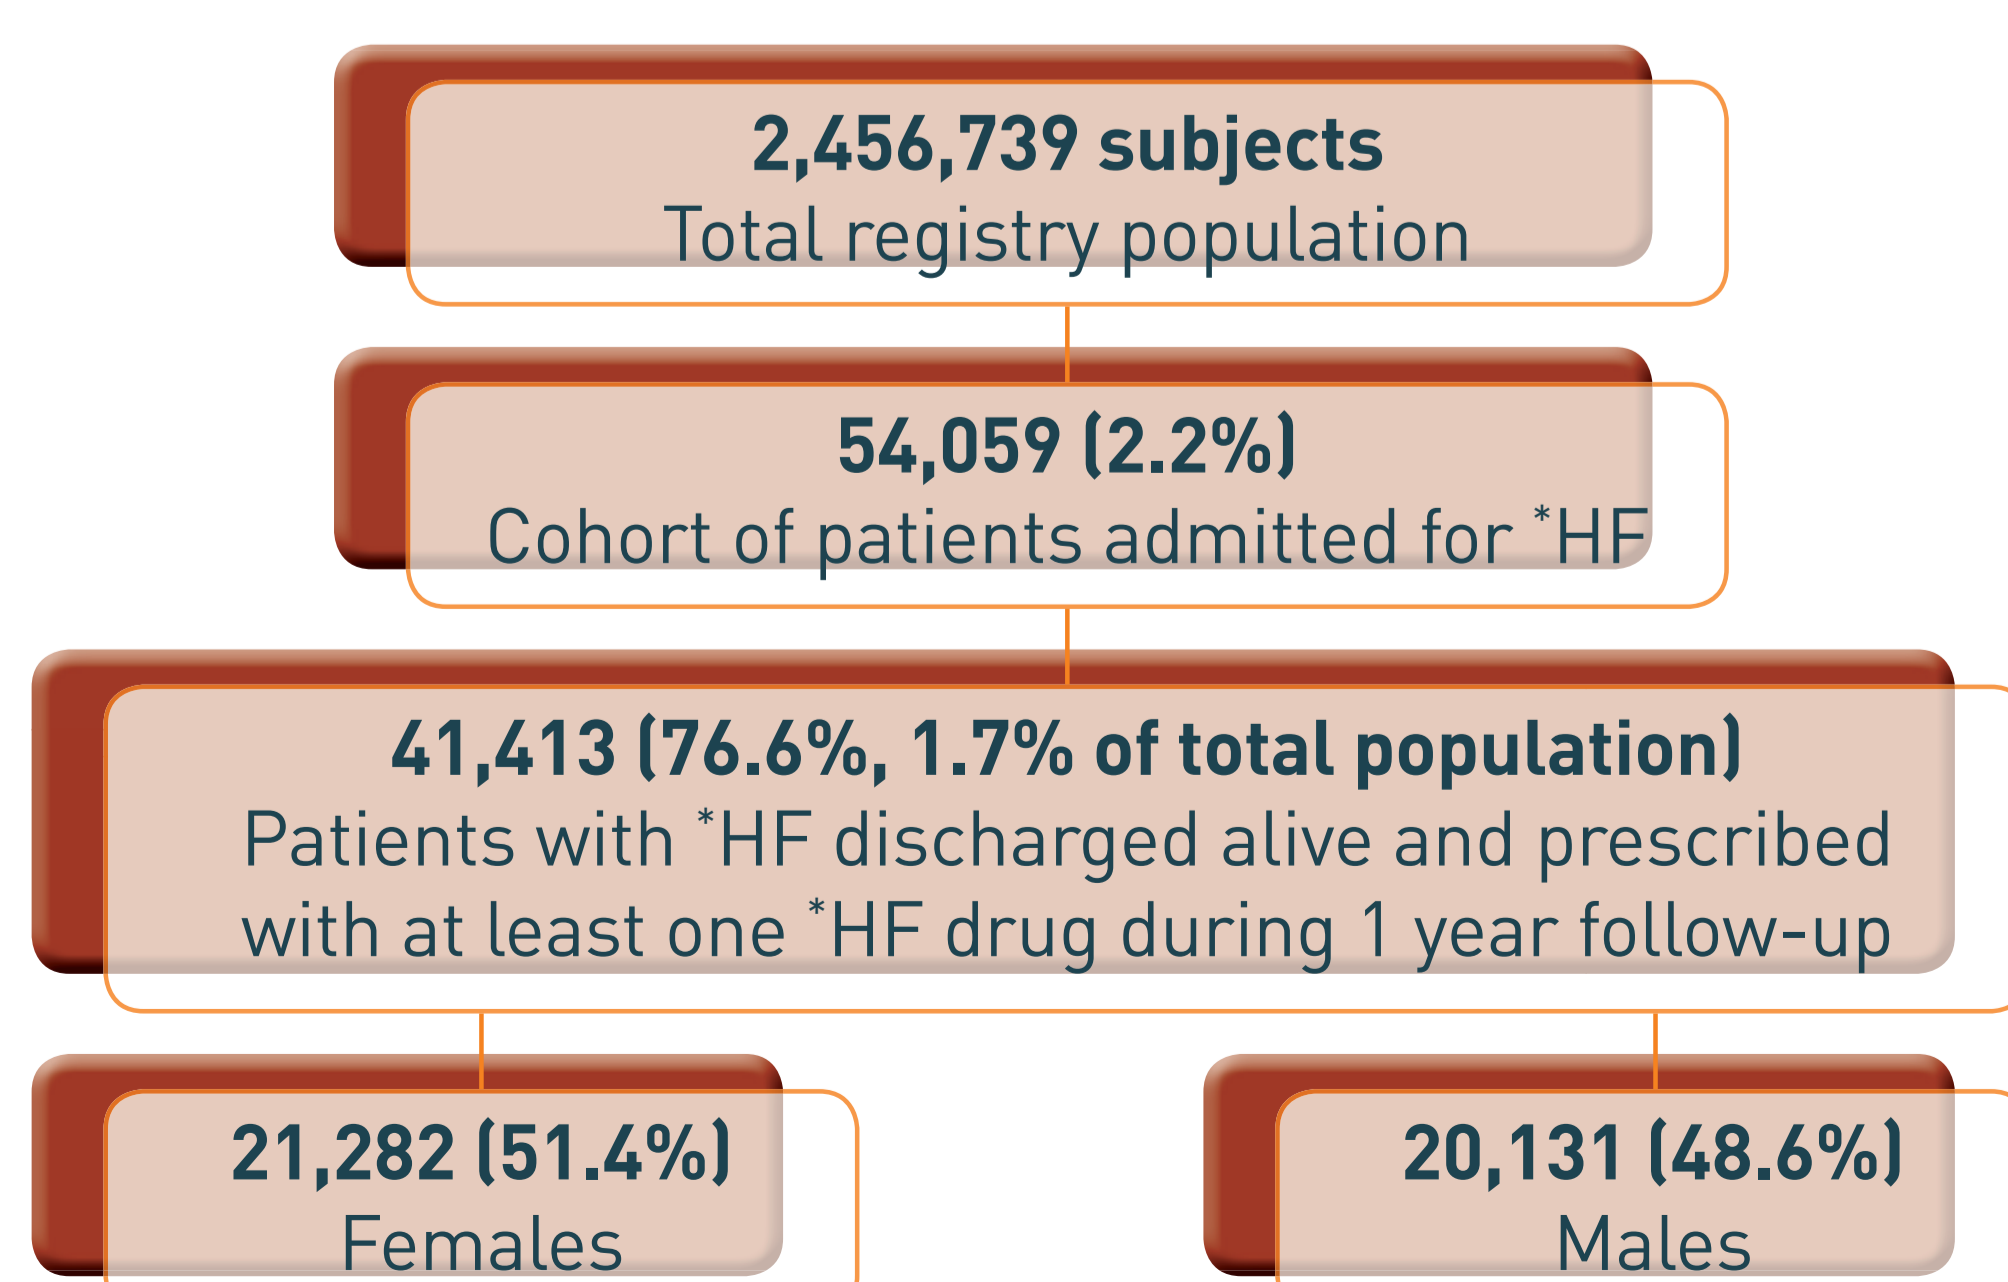 2,456,739 subjects
Total registry population
54,059 (2.2%)
Cohort of patients admitted for *HF
41,413 (76.6%, 1.7% of total population)
Patients with *HF discharged alive and prescribed
with at least one *HF drug during 1 year follow-up
21,282 (51.4%)
Females
20,131 (48.6%)
Males